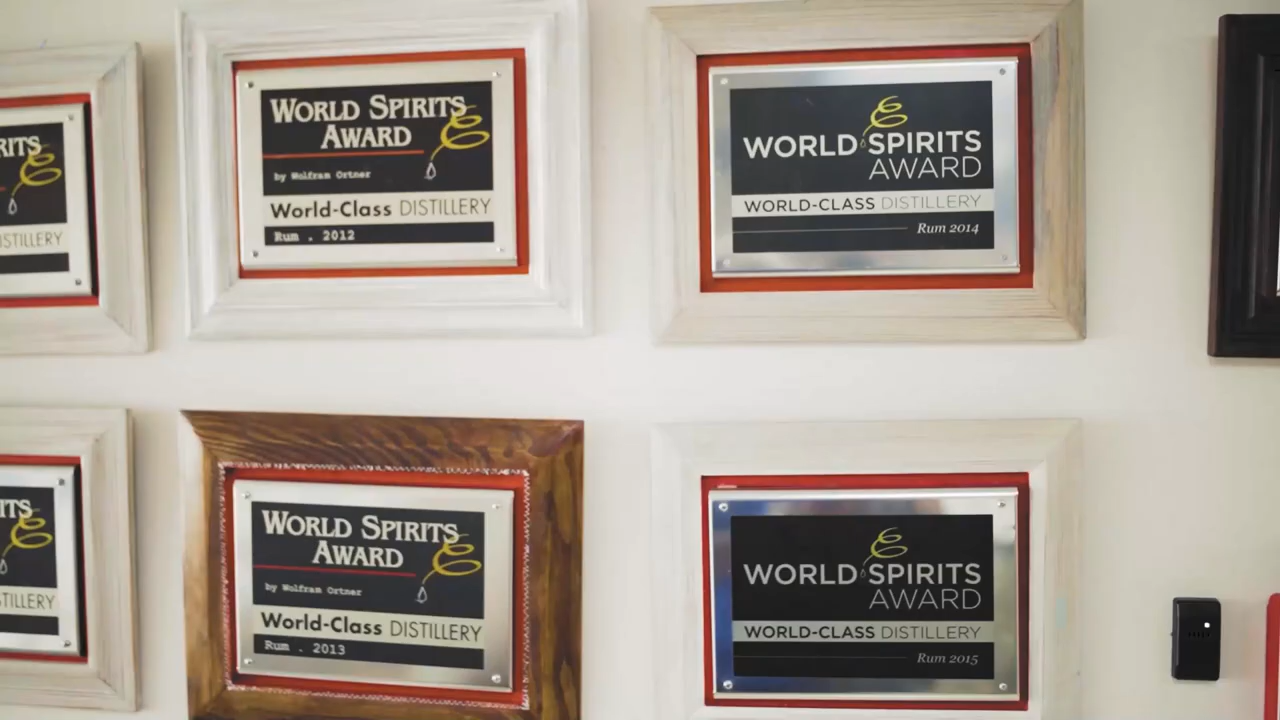 WORLD SPIRITS
AWARD
by Wolfram Ortner
World-Class DISTILLERY
Rum . 2012
WORLD SPIRITS
AWARD
WORLD-CLASS DISTILLERY
Rum 2014
WORLD SPIRITS
AWARD
by Wolfram Ortner
World-Class DISTILLERY
Rum . 2013
WORLD SPIRITS
AWARD
WORLD-CLASS DISTILLERY
Rum 2015